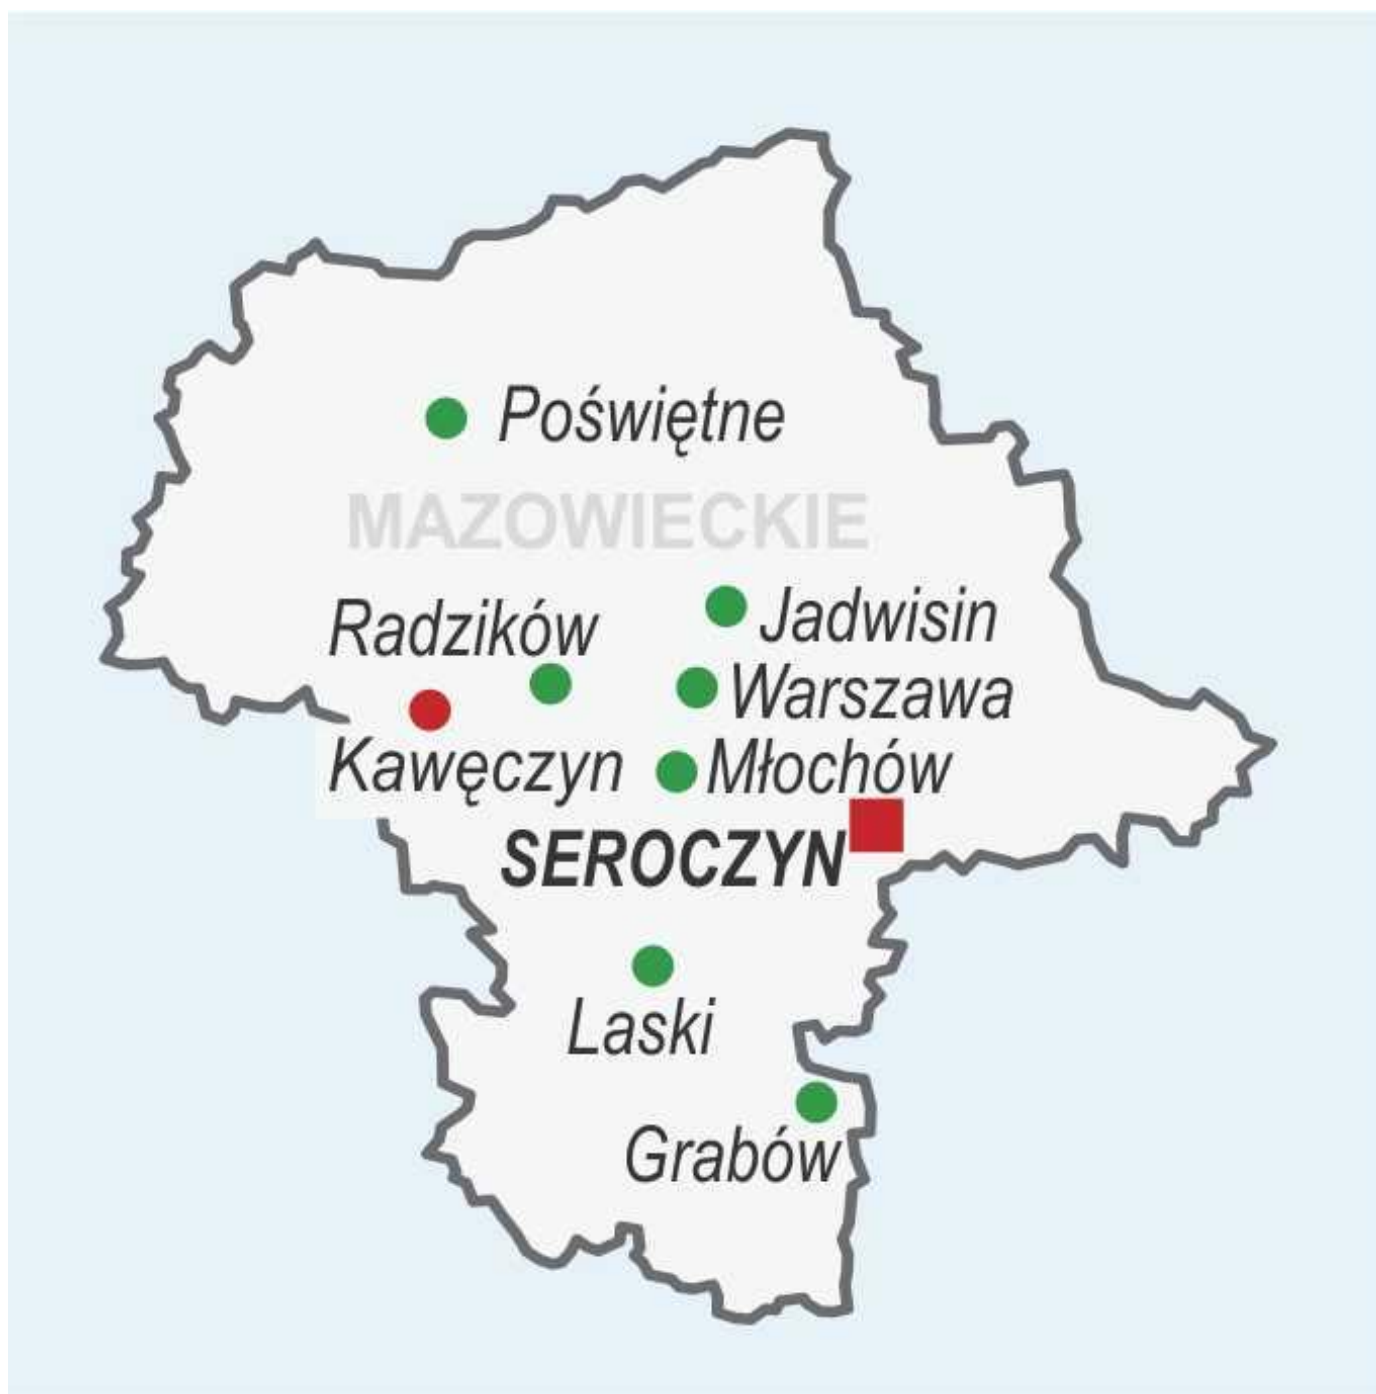 Poświętne
MAZOWIECKIE
Jadwisin
Radzików
Warszawa
Kawęczyn
Młochów
SEROCZYN
Laski
Grabów